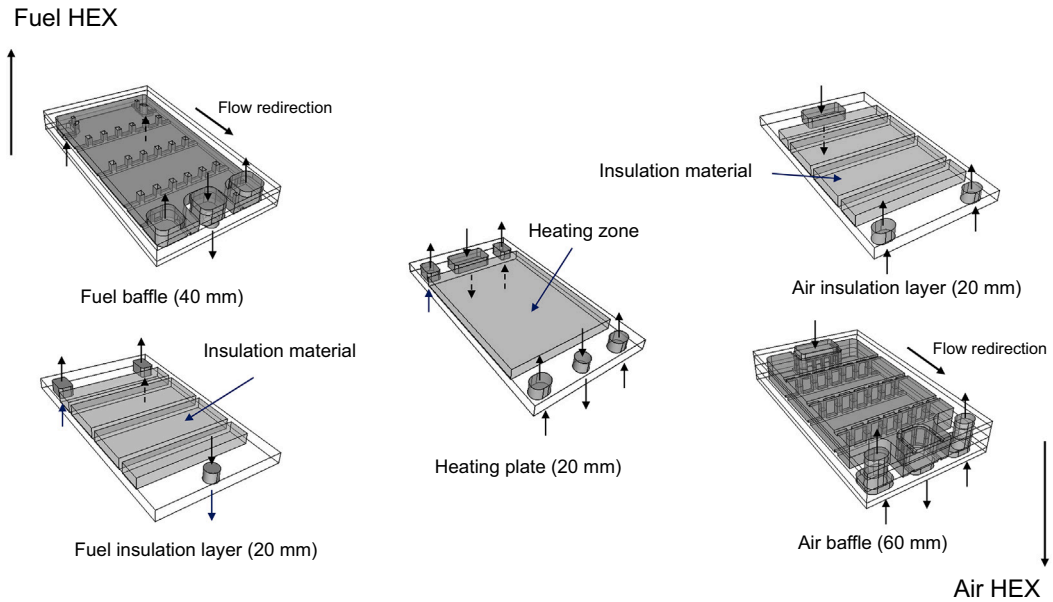 Fuel HEX
Flow redirection
Fuel baffle (40 mm)
Insulation material
Fuel insulation layer (20 mm)
Heating zone
Heating plate (20 mm)
Insulation material
Air insulation layer (20 mm)
Flow redirection
Air baffle (60 mm)
Air HEX